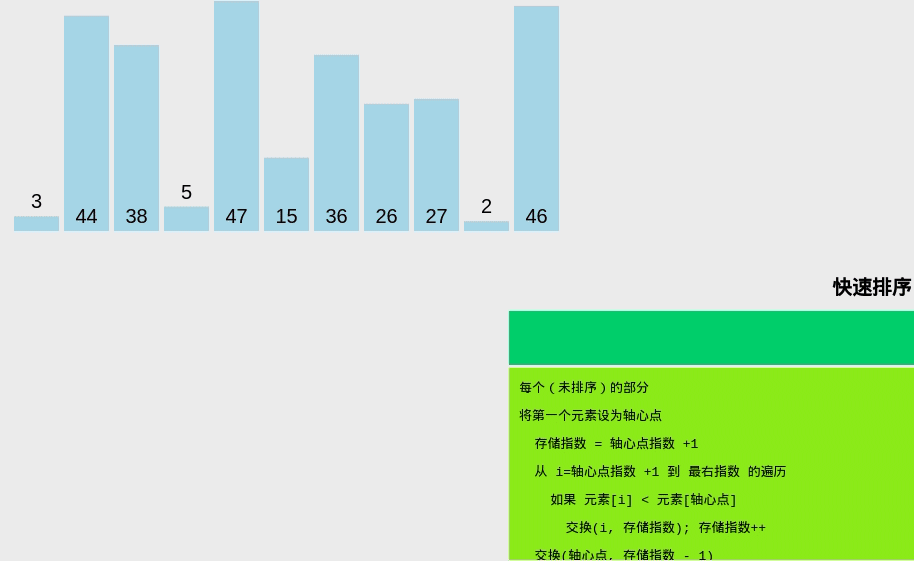 3
44
38
5
47
15
36
26
27
2
46
快速排序
每个(未排序)的部分
将第一个元素设为轴心点
存储指数 = 轴心点指数 +1
从 i=轴心点指数 +1 到 最右指数 的遍历
如果 元素[i] < 元素[轴心点]
交换(i, 存储指数); 存储指数++
交换(轴心点, 存储指数 - 1)